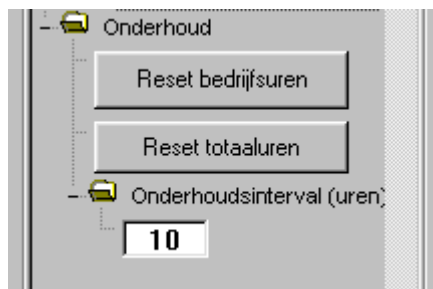 Onderhoud
Reset bedrijfsuren
Reset totaaluren
Onderhoudsinterval (uren)
10